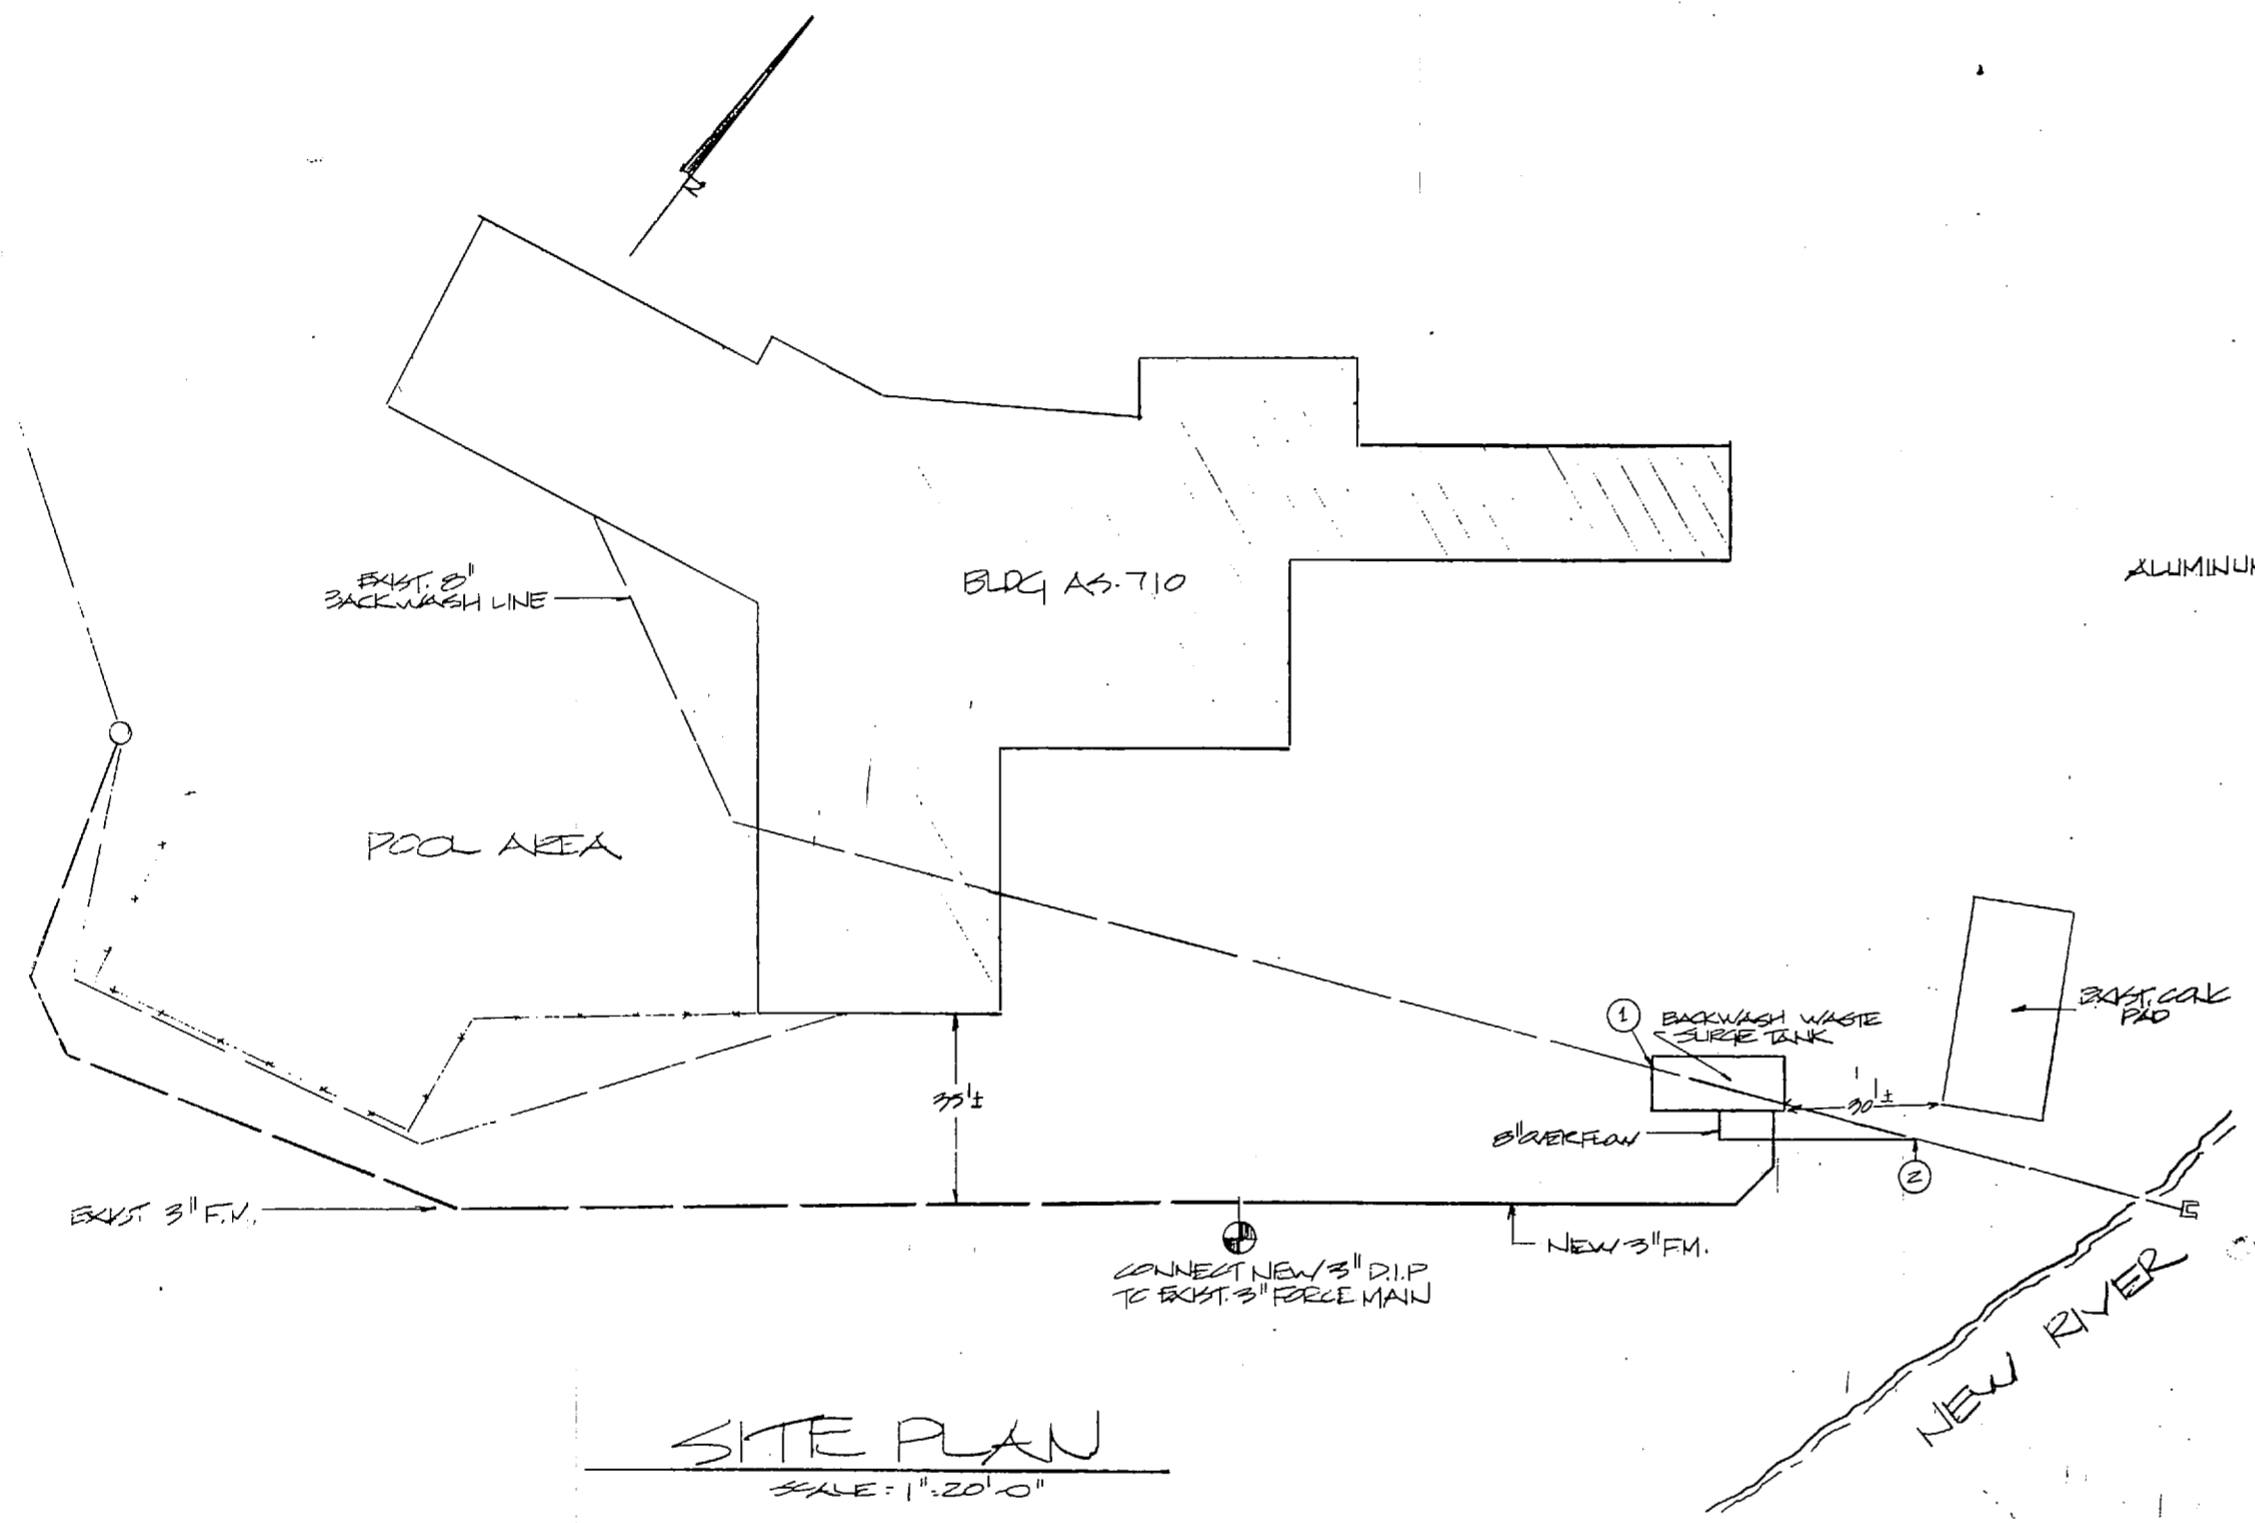 N
EXIST. 8"
BACKWASH LINE
BLDG AS-710
ALUMINUM
POOL AREA
1
BACKWASH WASTE
SURGE TANK
EXIST. CONC
PAD
35'±
30'±
8" OVERFLOW
2
EXIST 3" F.M.
NEW 3" F.M.
CONNECT NEW 3" D.I.P
TO EXIST. 3" FORCE MAIN
NEW RIVER
SITE PLAN
SCALE: 1"=20'-0"